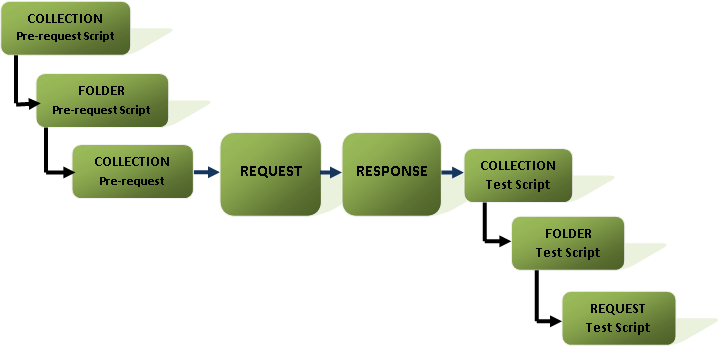 COLLECTION
Pre-request Script
FOLDER
Pre-request Script
COLLECTION
Pre-request
REQUEST
RESPONSE
COLLECTION
Test Script
FOLDER
Test Script
REQUEST
Test Script